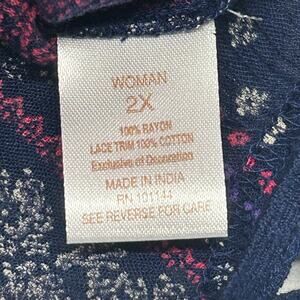 WOMAN
2X
100% RAYON
LACE TRIM 100% COTTON
Exclusive of Decoration
MADE IN INDIA
RN 101144
SEE REVERSE FOR CARE